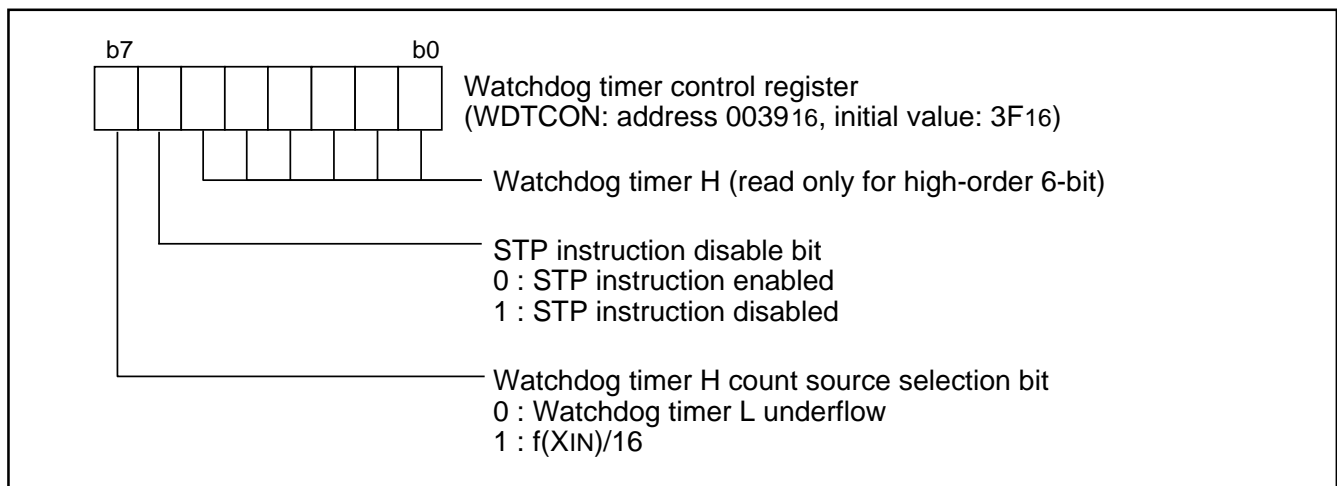 b7 b0
Watchdog timer control register
(WDTCON: address 003916, initial value: 3F16)
Watchdog timer H (read only for high-order 6-bit)
STP instruction disable bit
0 : STP instruction enabled
1 : STP instruction disabled
Watchdog timer H count source selection bit
0 : Watchdog timer L underflow
1 : f(XIN)/16